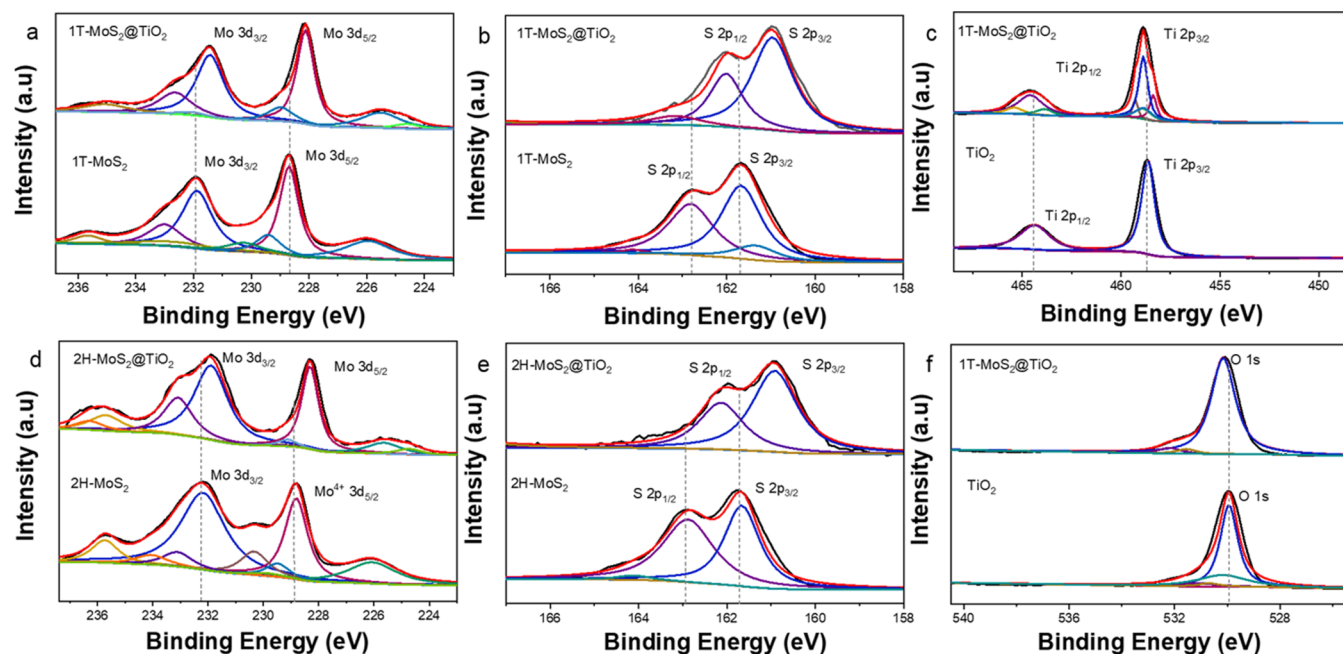 a
1T-MoS2@TiO2
Mo 3d3/2
Mo 3d5/2
1T-MoS2
Mo 3d3/2
Mo 3d5/2
Intensity (a.u)
236 234 232 230 228 226 224
Binding Energy (eV)
b
1T-MoS2@TiO2
S 2p1/2
S 2p3/2
1T-MoS2
S 2p1/2
S 2p3/2
Intensity (a.u)
166 164 162 160 158
Binding Energy (eV)
c
1T-MoS2@TiO2
Ti 2p3/2
Ti 2p1/2
TiO2
Ti 2p3/2
Ti 2p1/2
Intensity (a.u)
465 460 455 450
Binding Energy (eV)
d
2H-MoS2@TiO2
Mo 3d3/2
Mo 3d5/2
2H-MoS2
Mo 3d3/2
Mo4+ 3d5/2
Intensity (a.u)
236 234 232 230 228 226 224
Binding Energy (eV)
e
2H-MoS2@TiO2
S 2p1/2
S 2p3/2
2H-MoS2
S 2p1/2
S 2p3/2
Intensity (a.u)
166 164 162 160 158
Binding Energy (eV)
f
1T-MoS2@TiO2
O 1s
TiO2
O 1s
Intensity (a.u)
540 536 532 528
Binding Energy (eV)